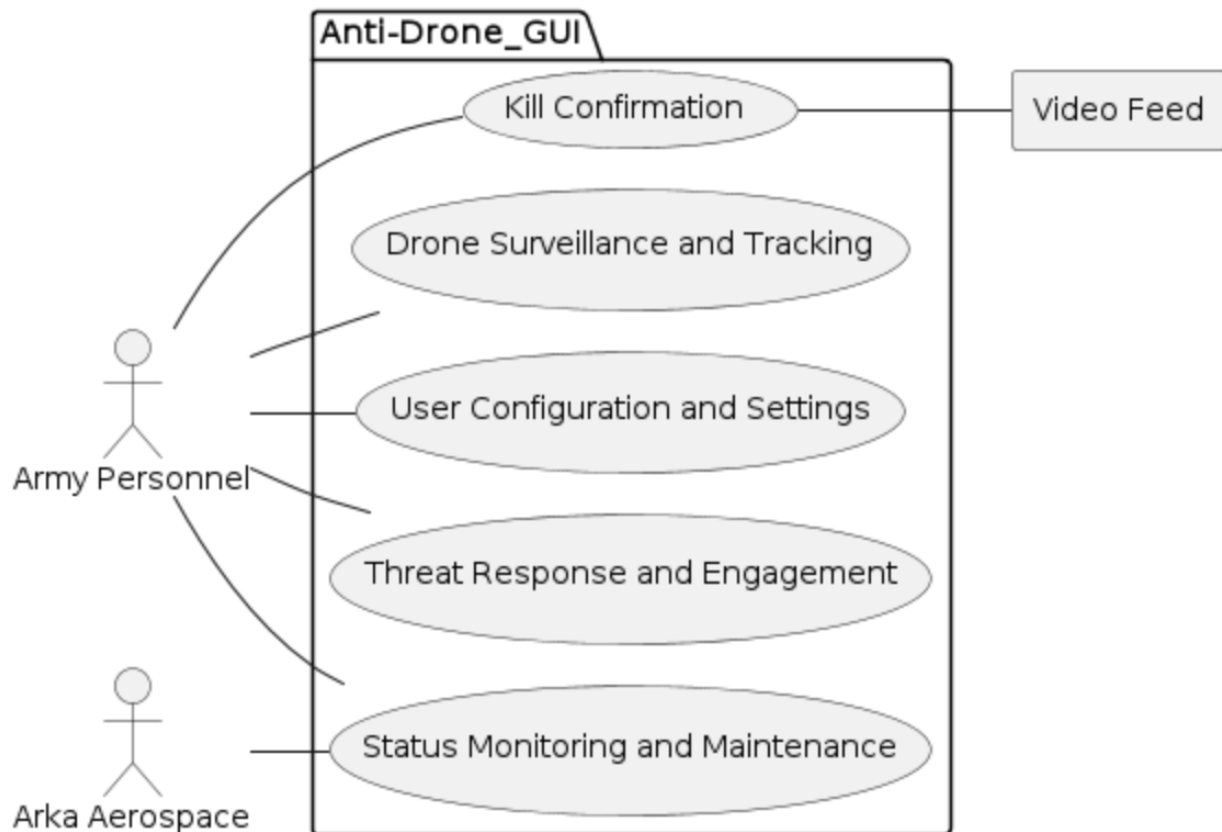 Anti-Drone_GUI
Kill Confirmation
Video Feed
Drone Surveillance and Tracking
User Configuration and Settings
Army Personnel
Threat Response and Engagement
Status Monitoring and Maintenance
Arka Aerospace